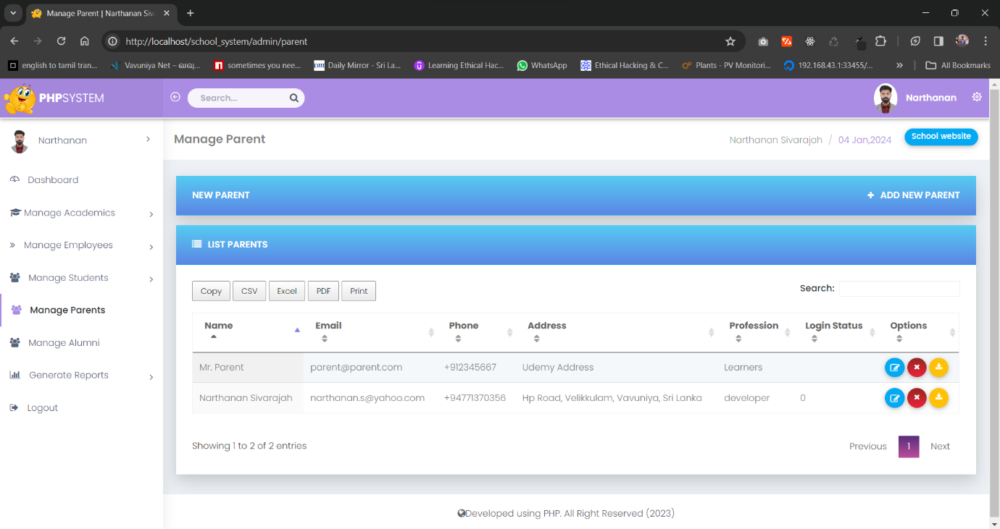 Manage Parent | Narthanan Siva
http://localhost/school_system/admin/parent
english to tamil tran...
Vavuniya Net –
sometimes you nee...
Daily Mirror - Sri La...
Learning Ethical Hac...
WhatsApp
Ethical Hacking & C...
Plants - PV Monitori...
192.168.43.1:33455/...
All Bookmarks
PHPSYSTEM
Search...
Narthanan
Narthanan
Dashboard
Manage Academics
Manage Employees
Manage Students
Manage Parents
Manage Alumni
Generate Reports
Logout
Manage Parent
Narthanan Sivarajah / 04 Jan,2024
School website
NEW PARENT
ADD NEW PARENT
LIST PARENTS
Copy CSV Excel PDF Print
Search:
Name Email Phone Address Profession Login Status Options
Mr. Parent parent@parent.com +912345667 Udemy Address Learners
Narthanan Sivarajah narthanan.s@yahoo.com +94771370356 Hp Road, Velikkulam, Vavuniya, Sri Lanka developer 0
Showing 1 to 2 of 2 entries
Previous 1 Next
Developed using PHP. All Right Reserved (2023)